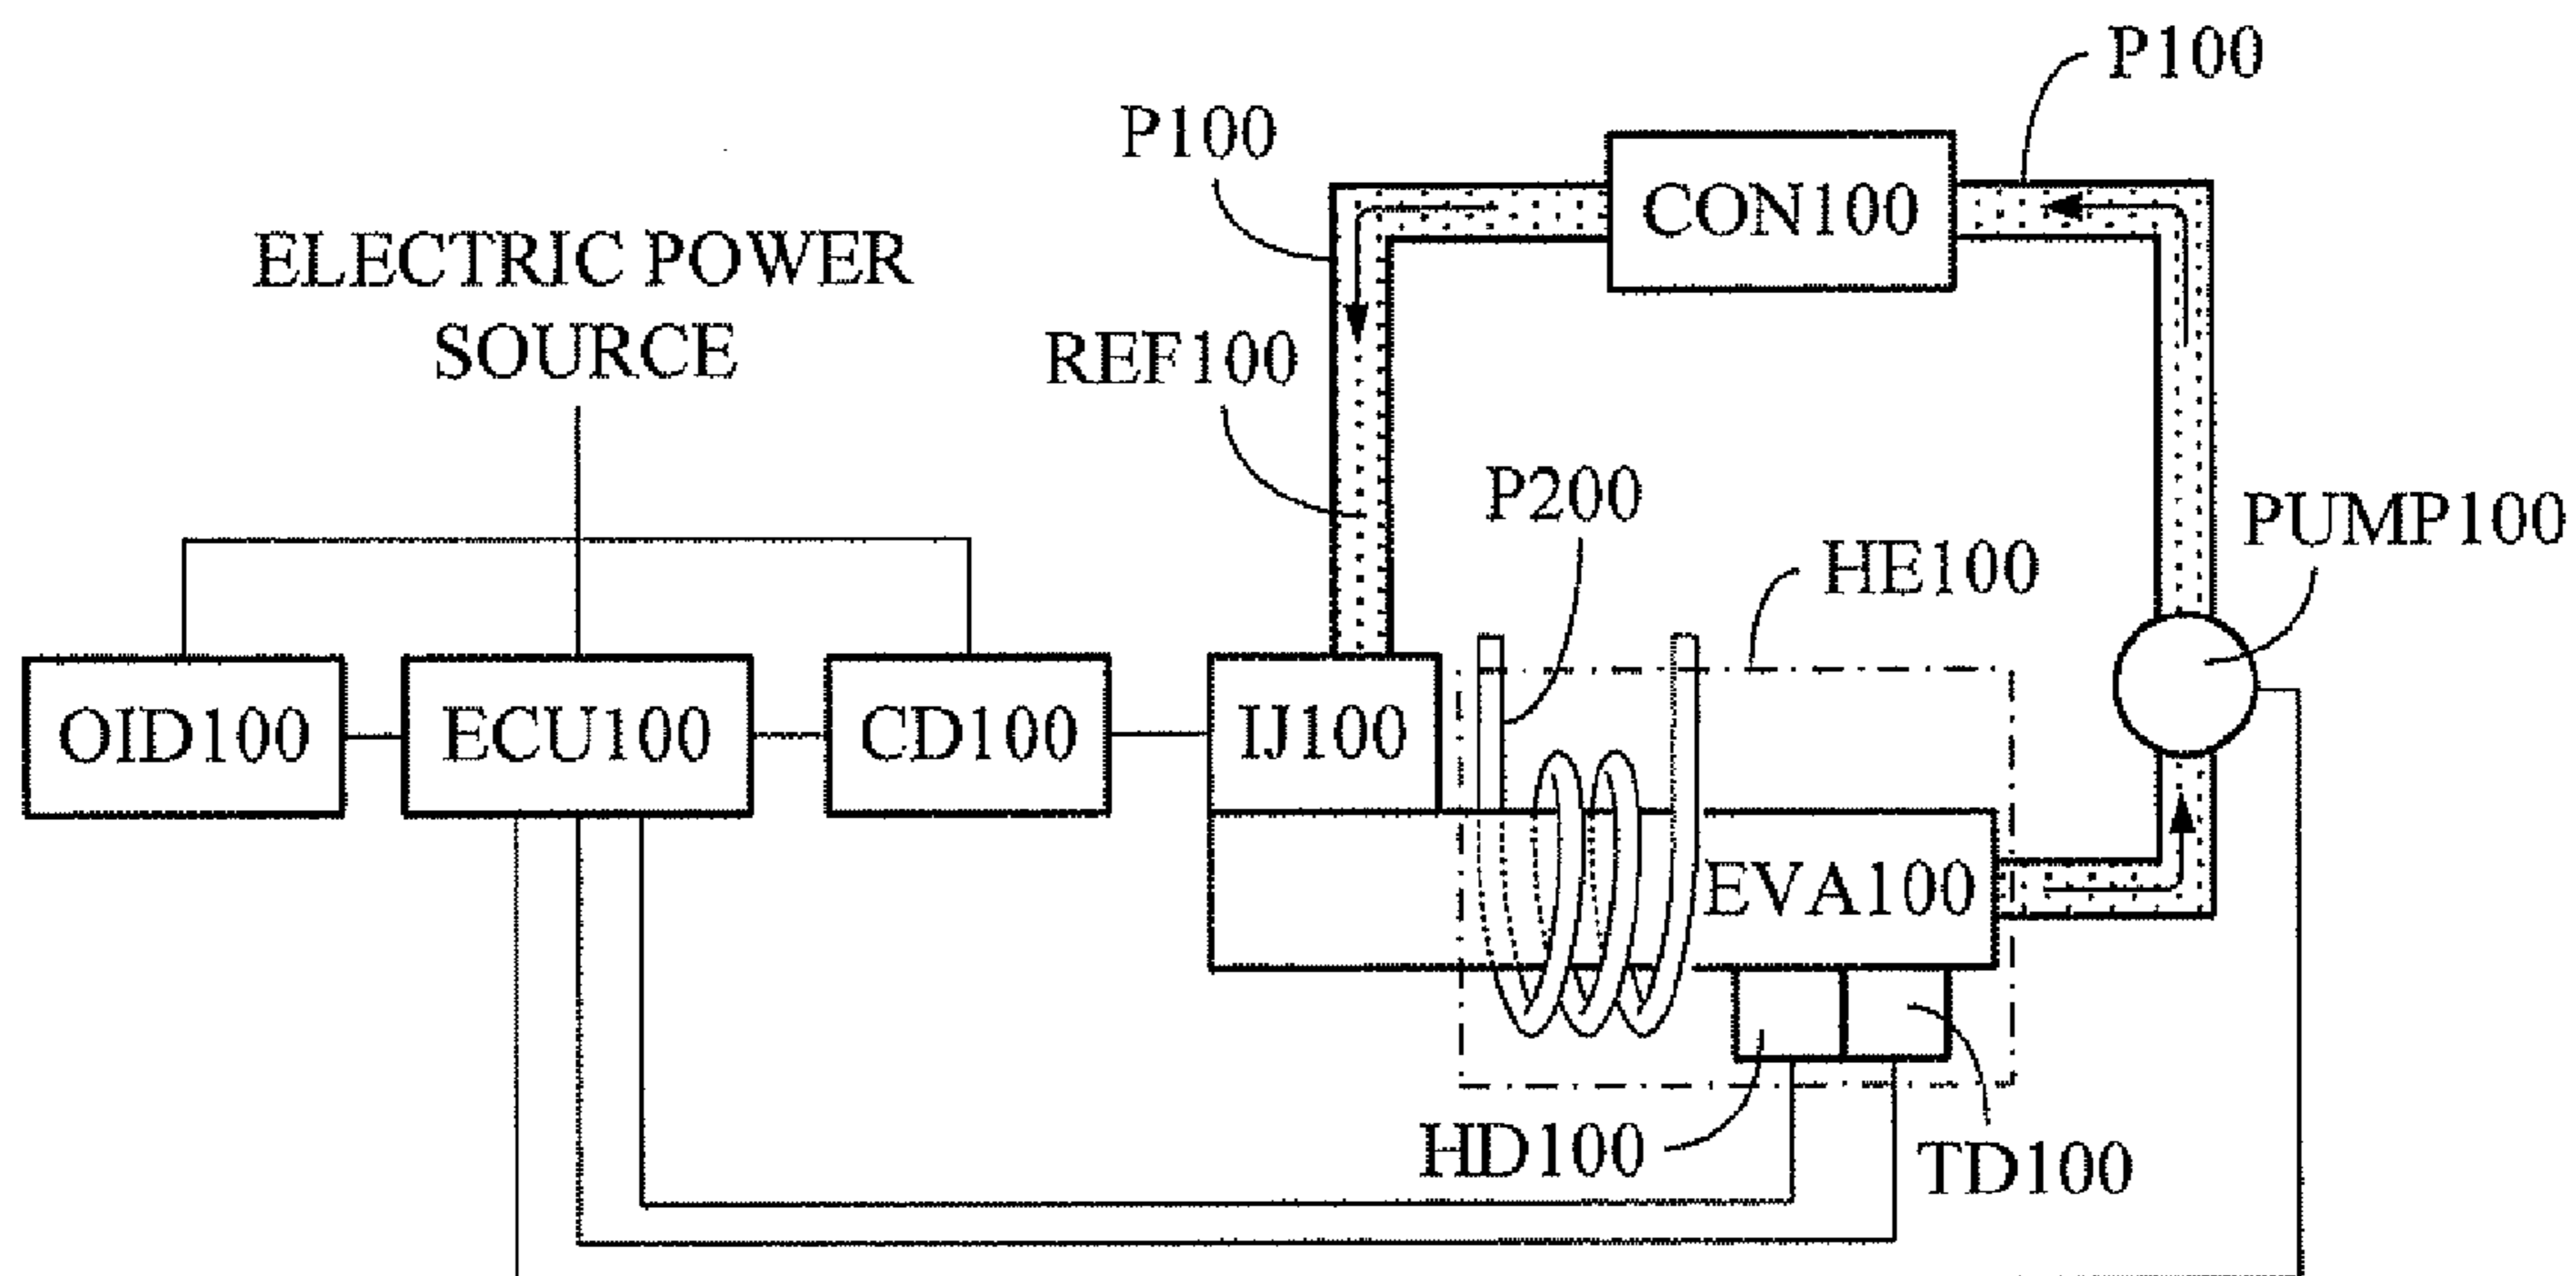 P100
P100
CON100
ELECTRIC POWER
SOURCE
REF100
P200
PUMP100
HE100
OID100
ECU100
CD100
IJ100
EVA100
HD100
TD100